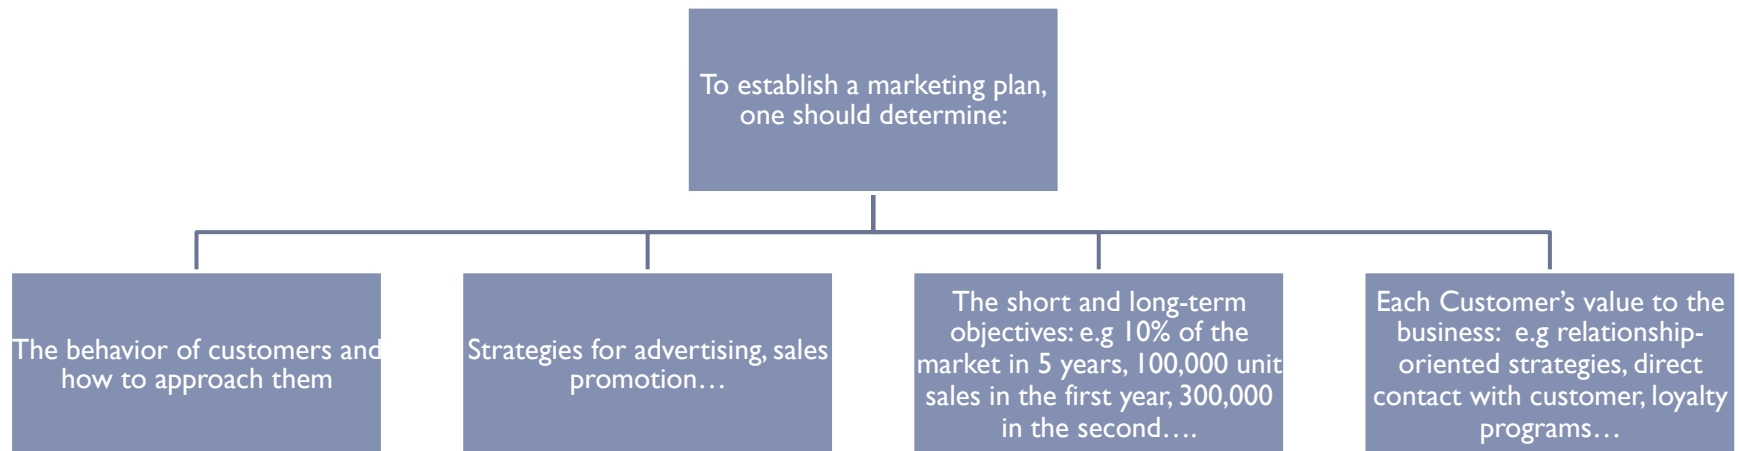 To establish a marketing plan,
one should determine:
The behavior of customers and
how to approach them
Strategies for advertising, sales
promotion…
The short and long-term
objectives: e.g 10% of the
market in 5 years, 100,000 unit
sales in the first year, 300,000
in the second….
Each Customer’s value to the
business:  e.g relationship-
oriented strategies, direct
contact with customer, loyalty
programs…